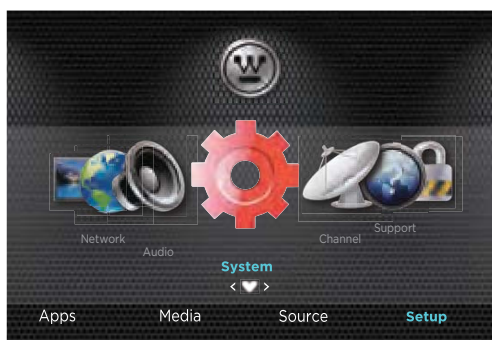 W
Network
Audio
Channel
Support
System
< >
Apps Media Source Setup